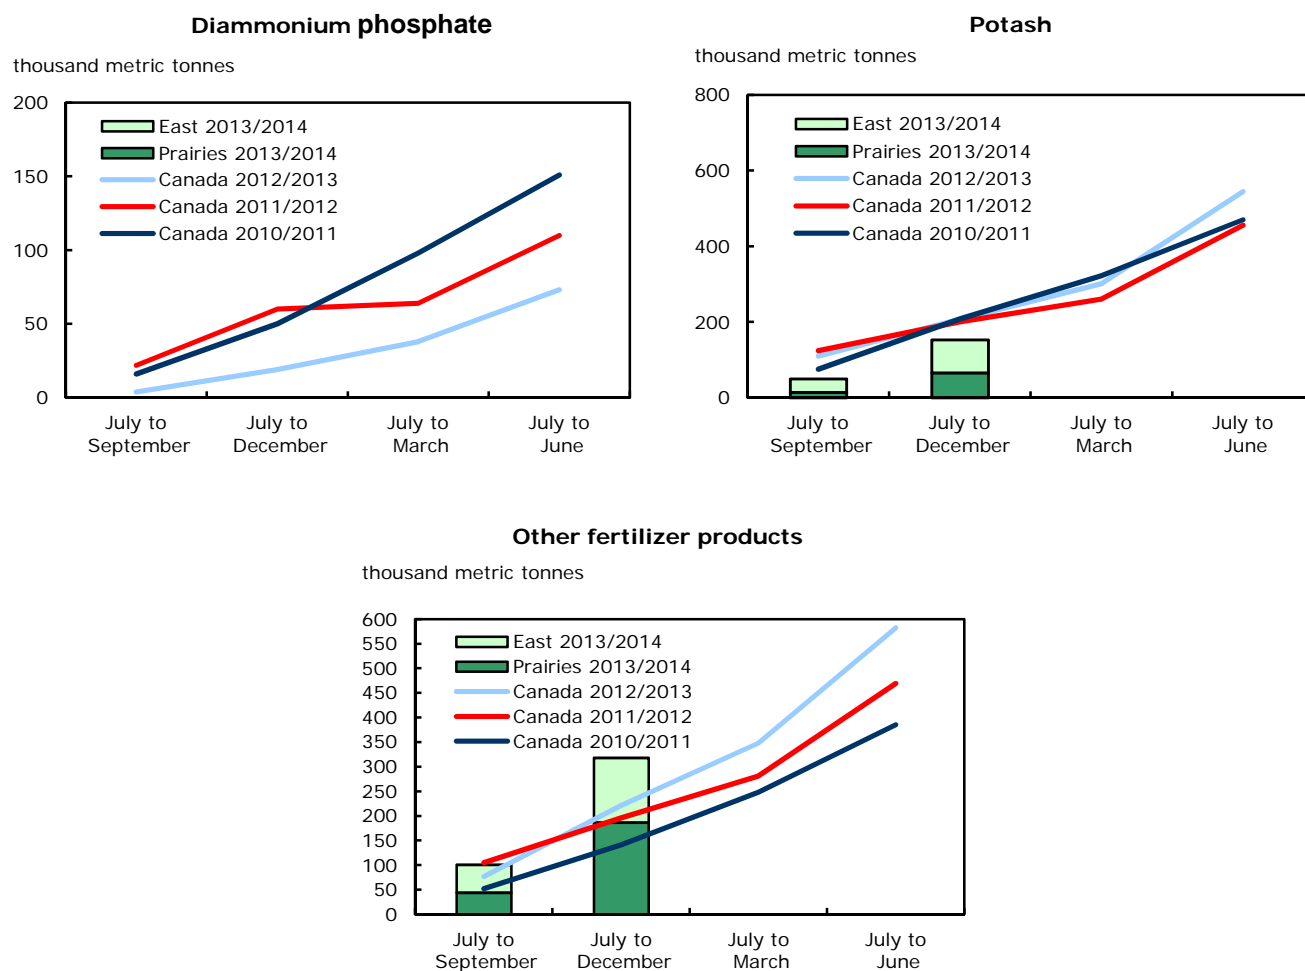 Diammonium phosphate
thousand metric tonnes
200
150
100
50
0
East 2013/2014
Prairies 2013/2014
Canada 2012/2013
Canada 2011/2012
Canada 2010/2011
July to September
July to December
July to March
July to June
Potash
thousand metric tonnes
800
600
400
200
0
East 2013/2014
Prairies 2013/2014
Canada 2012/2013
Canada 2011/2012
Canada 2010/2011
July to September
July to December
July to March
July to June
Other fertilizer products
thousand metric tonnes
600
550
500
450
400
350
300
250
200
150
100
50
0
East 2013/2014
Prairies 2013/2014
Canada 2012/2013
Canada 2011/2012
Canada 2010/2011
July to September
July to December
July to March
July to June